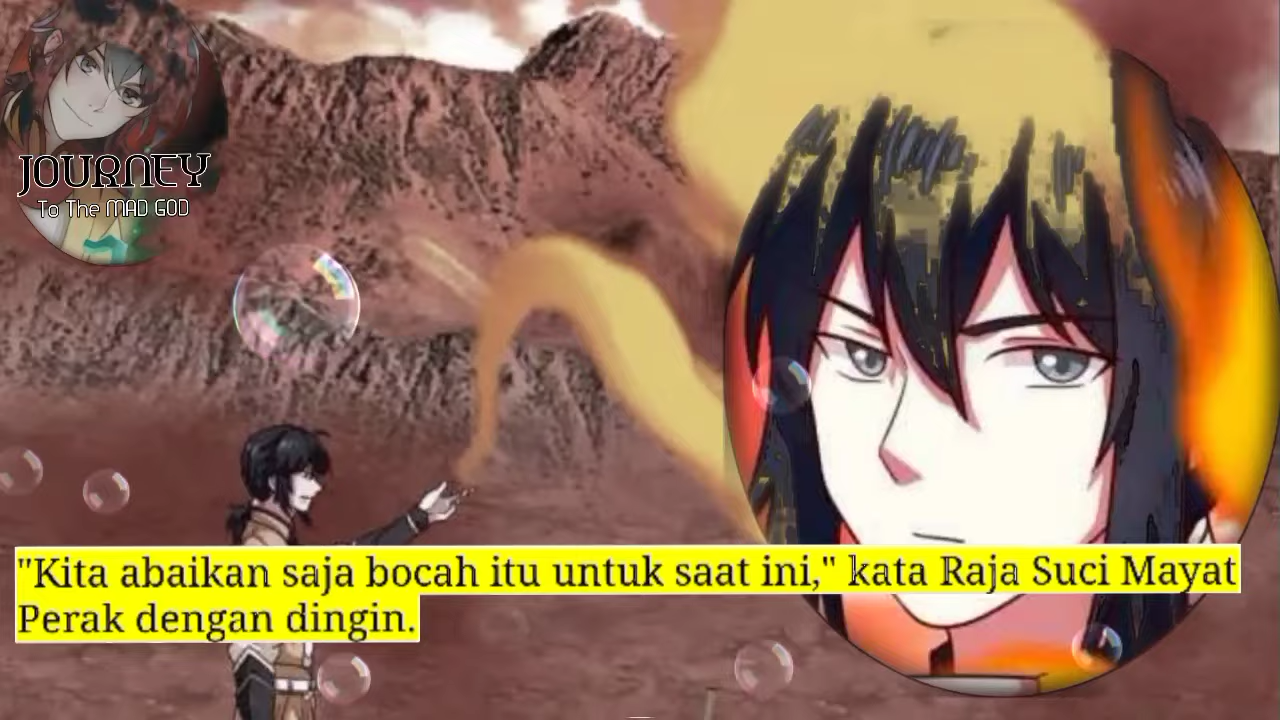 JOURNEY
To The MAD GOD
"Kita abaikan saja bocah itu untuk saat ini," kata Raja Suci Mayat
Perak dengan dingin.